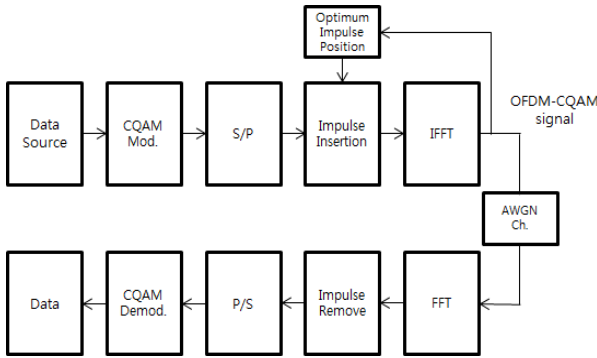 Optimum
Impulse
Position
OFDM-CQAM
signal
Data
Source
CQAM
Mod.
S/P
Impulse
Insertion
IFFT
AWGN
Ch.
Data
CQAM
Demod.
P/S
Impulse
Remove
FFT